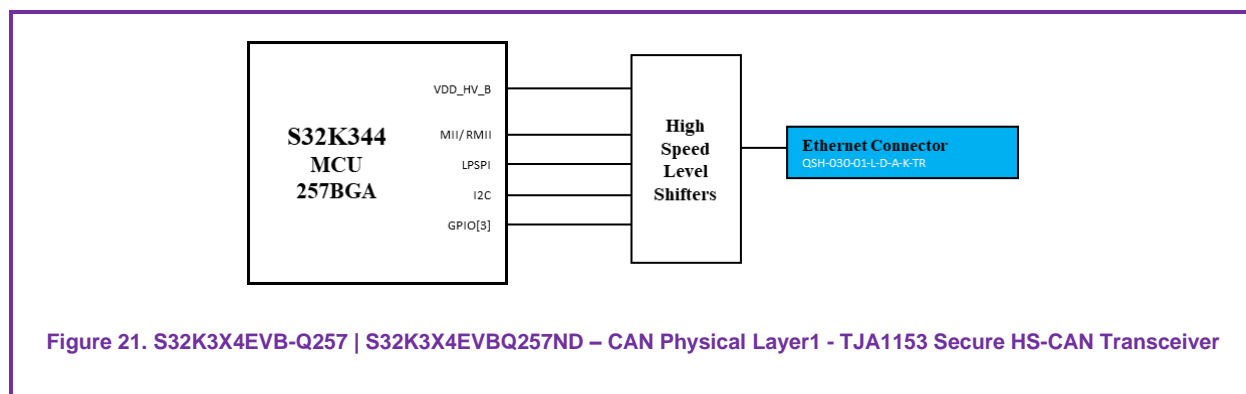 S32K344
MCU
257BGA
VDD_HV_B
MII/RMII
LPSPI
I2C
GPIO[3]
High
Speed
Level
Shifters
Ethernet Connector
QSH-030-01-L-D-A-K-TR
Figure 21. S32K3X4EVB-Q257 | S32K3X4EVBQ257ND – CAN Physical Layer1 - TJA1153 Secure HS-CAN Transceiver